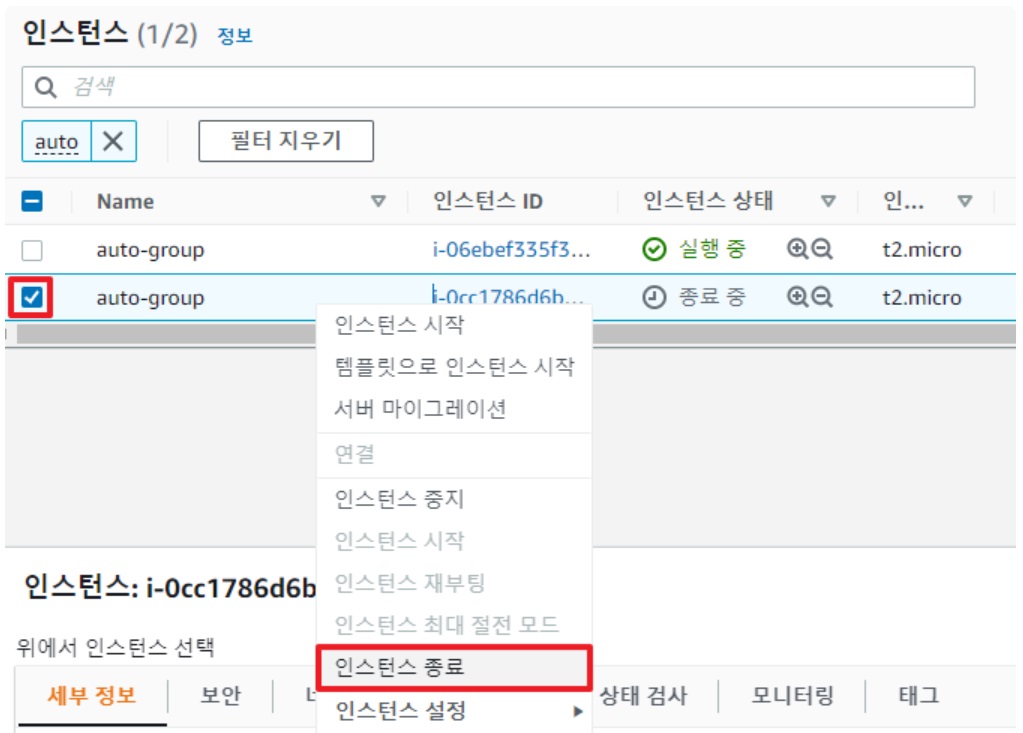 인스턴스 (1/2) 정보
검색
auto
필터 지우기
Name 인스턴스 ID 인스턴스 상태 인...
auto-group i-06ebef335f3... 실행 중 t2.micro
auto-group i-0cc1786d6b... 종료 중 t2.micro
인스턴스 시작
템플릿으로 인스턴스 시작
서버 마이그레이션
연결
인스턴스 중지
인스턴스 시작
인스턴스 재부팅
인스턴스 최대 절전 모드
인스턴스 종료
인스턴스 설정
인스턴스: i-0cc1786d6b
위에서 인스턴스 선택
세부 정보 보안 상태 검사 모니터링 태그